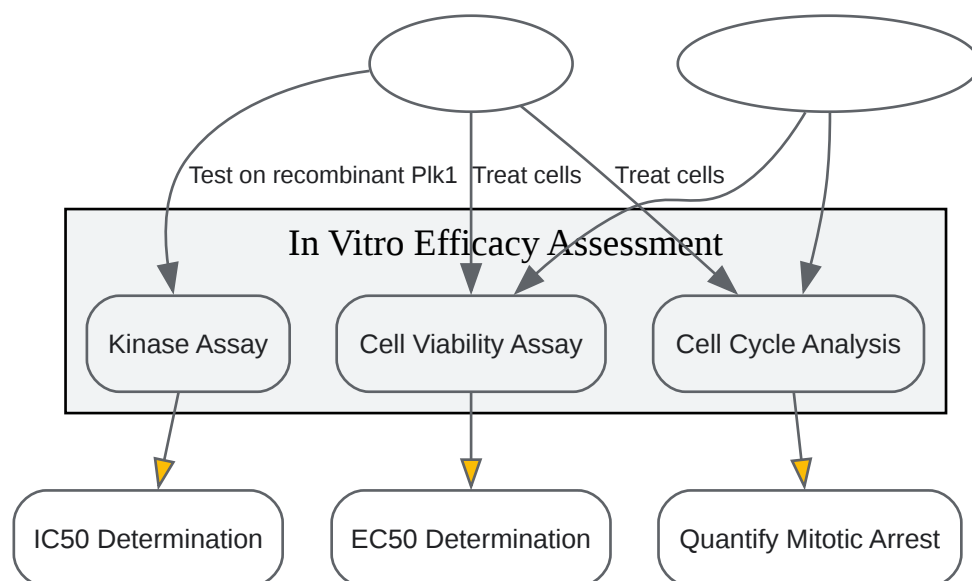 Test on recombinant Plk1
Treat cells
Treat cells
In Vitro Efficacy Assessment
Kinase Assay
Cell Viability Assay
Cell Cycle Analysis
IC50 Determination
EC50 Determination
Quantify Mitotic Arrest